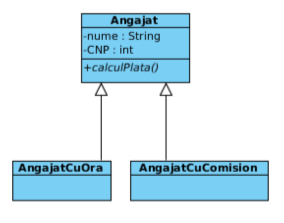 Angajat
-nume : String
-CNP : int
+calculPlata()
AngajatCuOra
AngajatCuComision